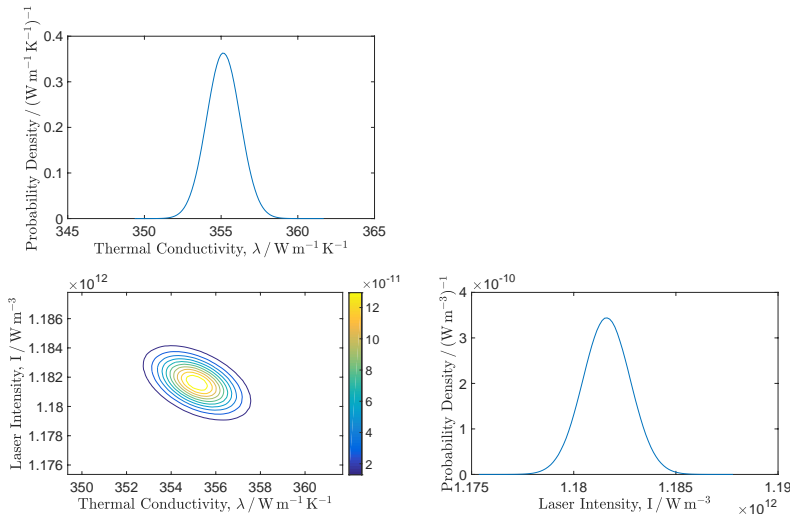 Probability Density / (W m⁻¹ K⁻¹)⁻¹
0.4
0.3
0.2
0.1
0
345 350 355 360 365
Thermal Conductivity, λ / W m⁻¹ K⁻¹
×10¹²
Laser Intensity, I / W m⁻³
1.186
1.184
1.182
1.18
1.178
1.176
350 352 354 356 358 360
Thermal Conductivity, λ / W m⁻¹ K⁻¹
×10⁻¹¹
12
10
8
6
4
2
×10⁻¹⁰
Probability Density / (W m⁻³)⁻¹
4
3
2
1
0
1.175 1.18 1.185 1.19
Laser Intensity, I / W m⁻³
×10¹²